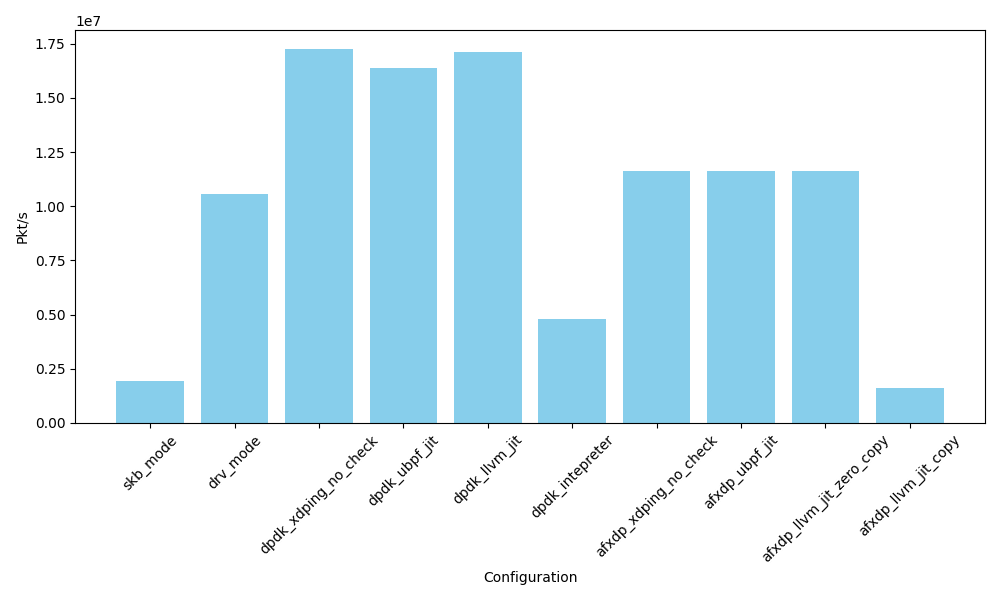 1e7
1.75
1.50
1.25
1.00
0.75
0.50
0.25
0.00
Pkt/s
skb_mode
drv_mode
dpdk_xdping_no_check
dpdk_ubpf_jit
dpdk_llvm_jit
dpdk_intepreter
afxdp_xdping_no_check
afxdp_ubpf_jit
afxdp_llvm_jit_zero_copy
afxdp_llvm_jit_copy
Configuration